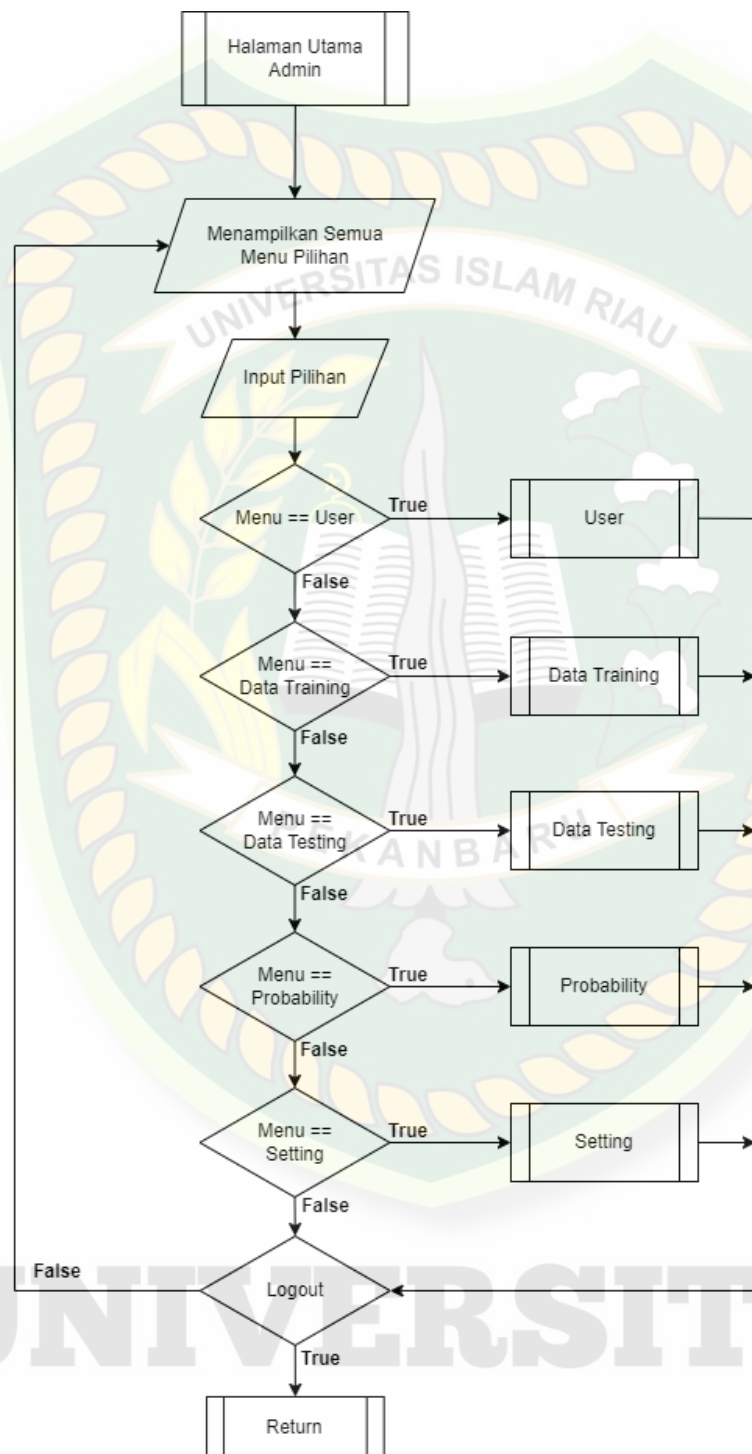 Halaman Utama
Admin
Menampilkan Semua
Menu Pilihan
UNIVERSITAS ISLAM RIAU
Input Pilihan
Menu == User
True
User
False
Menu ==
Data Training
True
Data Training
False
Menu ==
Data Testing
True
Data Testing
PEKANBARU
False
Menu ==
Probability
True
Probability
False
Menu ==
Setting
True
Setting
False
False
Logout
UNIVERSIT
True
Return